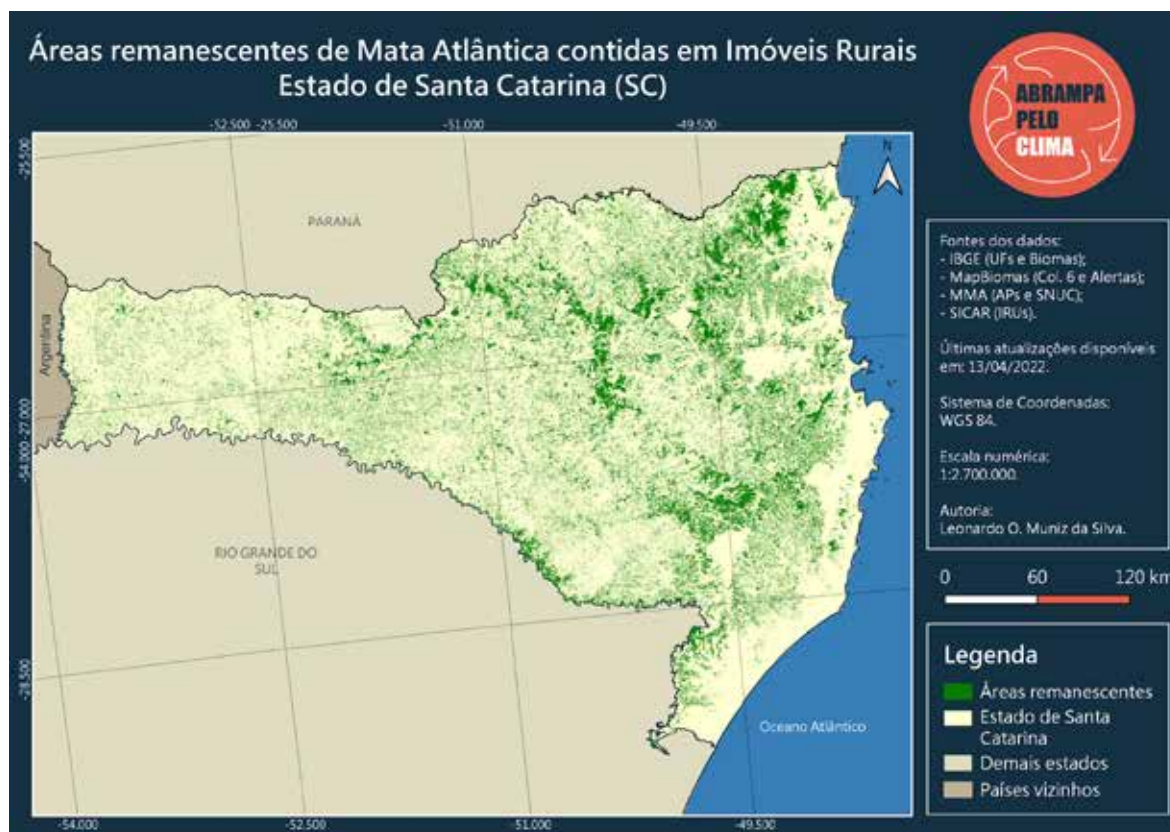 Áreas remanescentes de Mata Atlântica contidas em Imóveis Rurais
Estado de Santa Catarina (SC)
ABRAMPA
PELO
CLIMA
-52.500 -25.500
-51.000
-49.500
-25.500
N
PARANÁ
Argentina
-54.000 -27.000
RIO GRANDE DO
SUL
-28.500
Oceano Atlântico
-54.000
-52.500
-51.000
-49.500
Fontes dos dados:
- IBGE (UFs e Biomas);
- MapBiomas (Col. 6 e Alertas);
- MMA (APs e SNUC);
- SICAR (IRUs).
Últimas atualizações disponíveis
em: 13/04/2022.
Sistema de Coordenadas:
WGS 84.
Escala numérica:
1:2.700.000.
Autoria:
Leonardo O. Muniz da Silva.
0 60 120 km
Legenda
Áreas remanescentes
Estado de Santa
Catarina
Demais estados
Países vizinhos